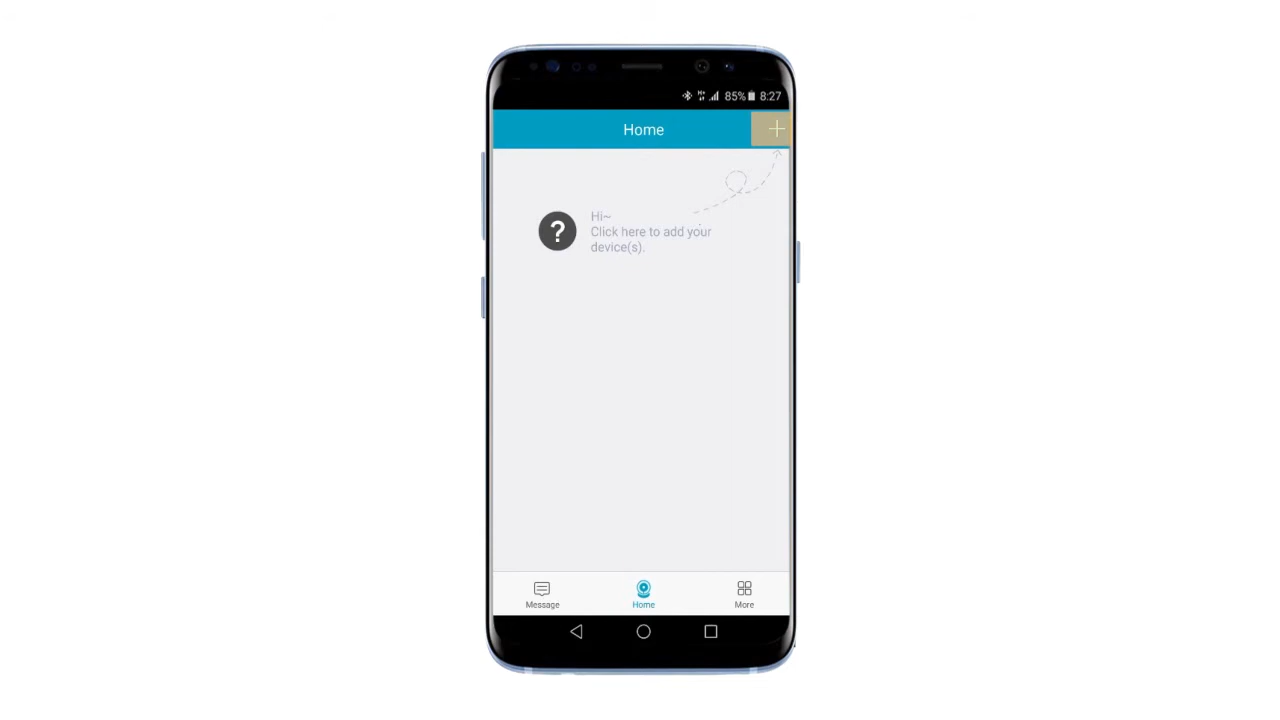 85% 8:27
Home
Hi~
Click here to add your
device(s).
Message Home More